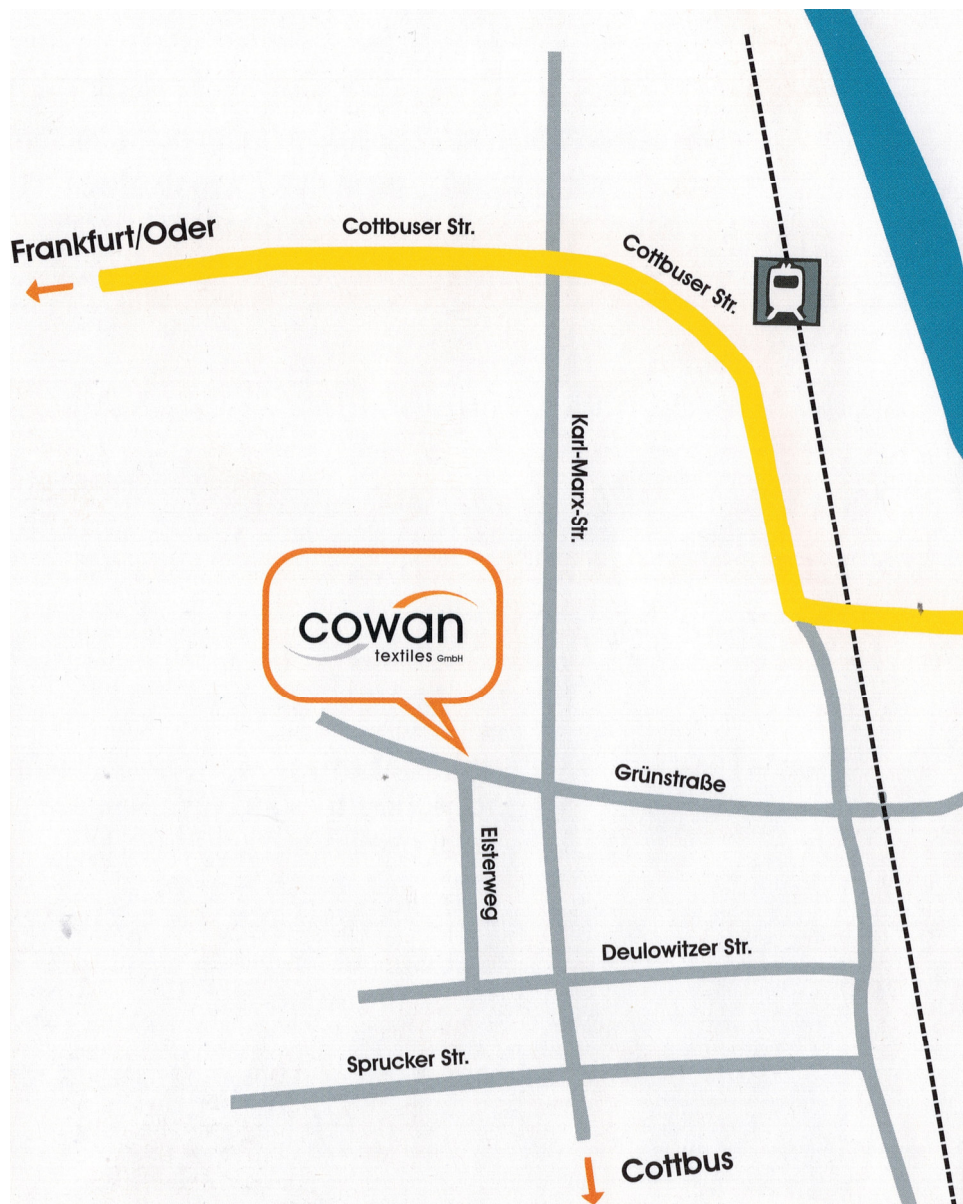 Frankfurt/Oder
Cottbuser Str.
Cottbuser Str.
Karl-Marx-Str.
cowan
textiles GmbH
Grünstraße
Elsterweg
Deulowitzer Str.
Sprucker Str.
Cottbus